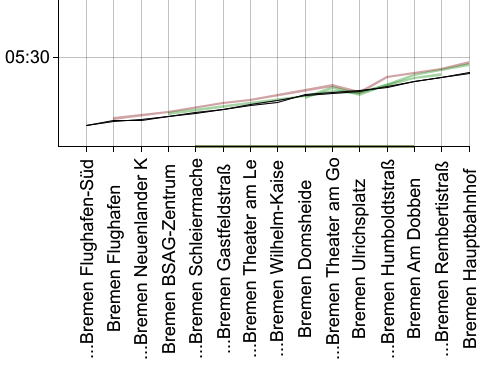 05:30
...Bremen Flughafen-Süd
Bremen Flughafen
...Bremen Neuenlander K
Bremen BSAG-Zentrum
...Bremen Schleiermache
...Bremen Gastfeldstraß
...Bremen Theater am Le
...Bremen Wilhelm-Kaise
Bremen Domsheide
...Bremen Theater am Go
Bremen Ulrichsplatz
...Bremen Humboldtstraß
Bremen Am Dobben
...Bremen Rembertistraß
Bremen Hauptbahnhof